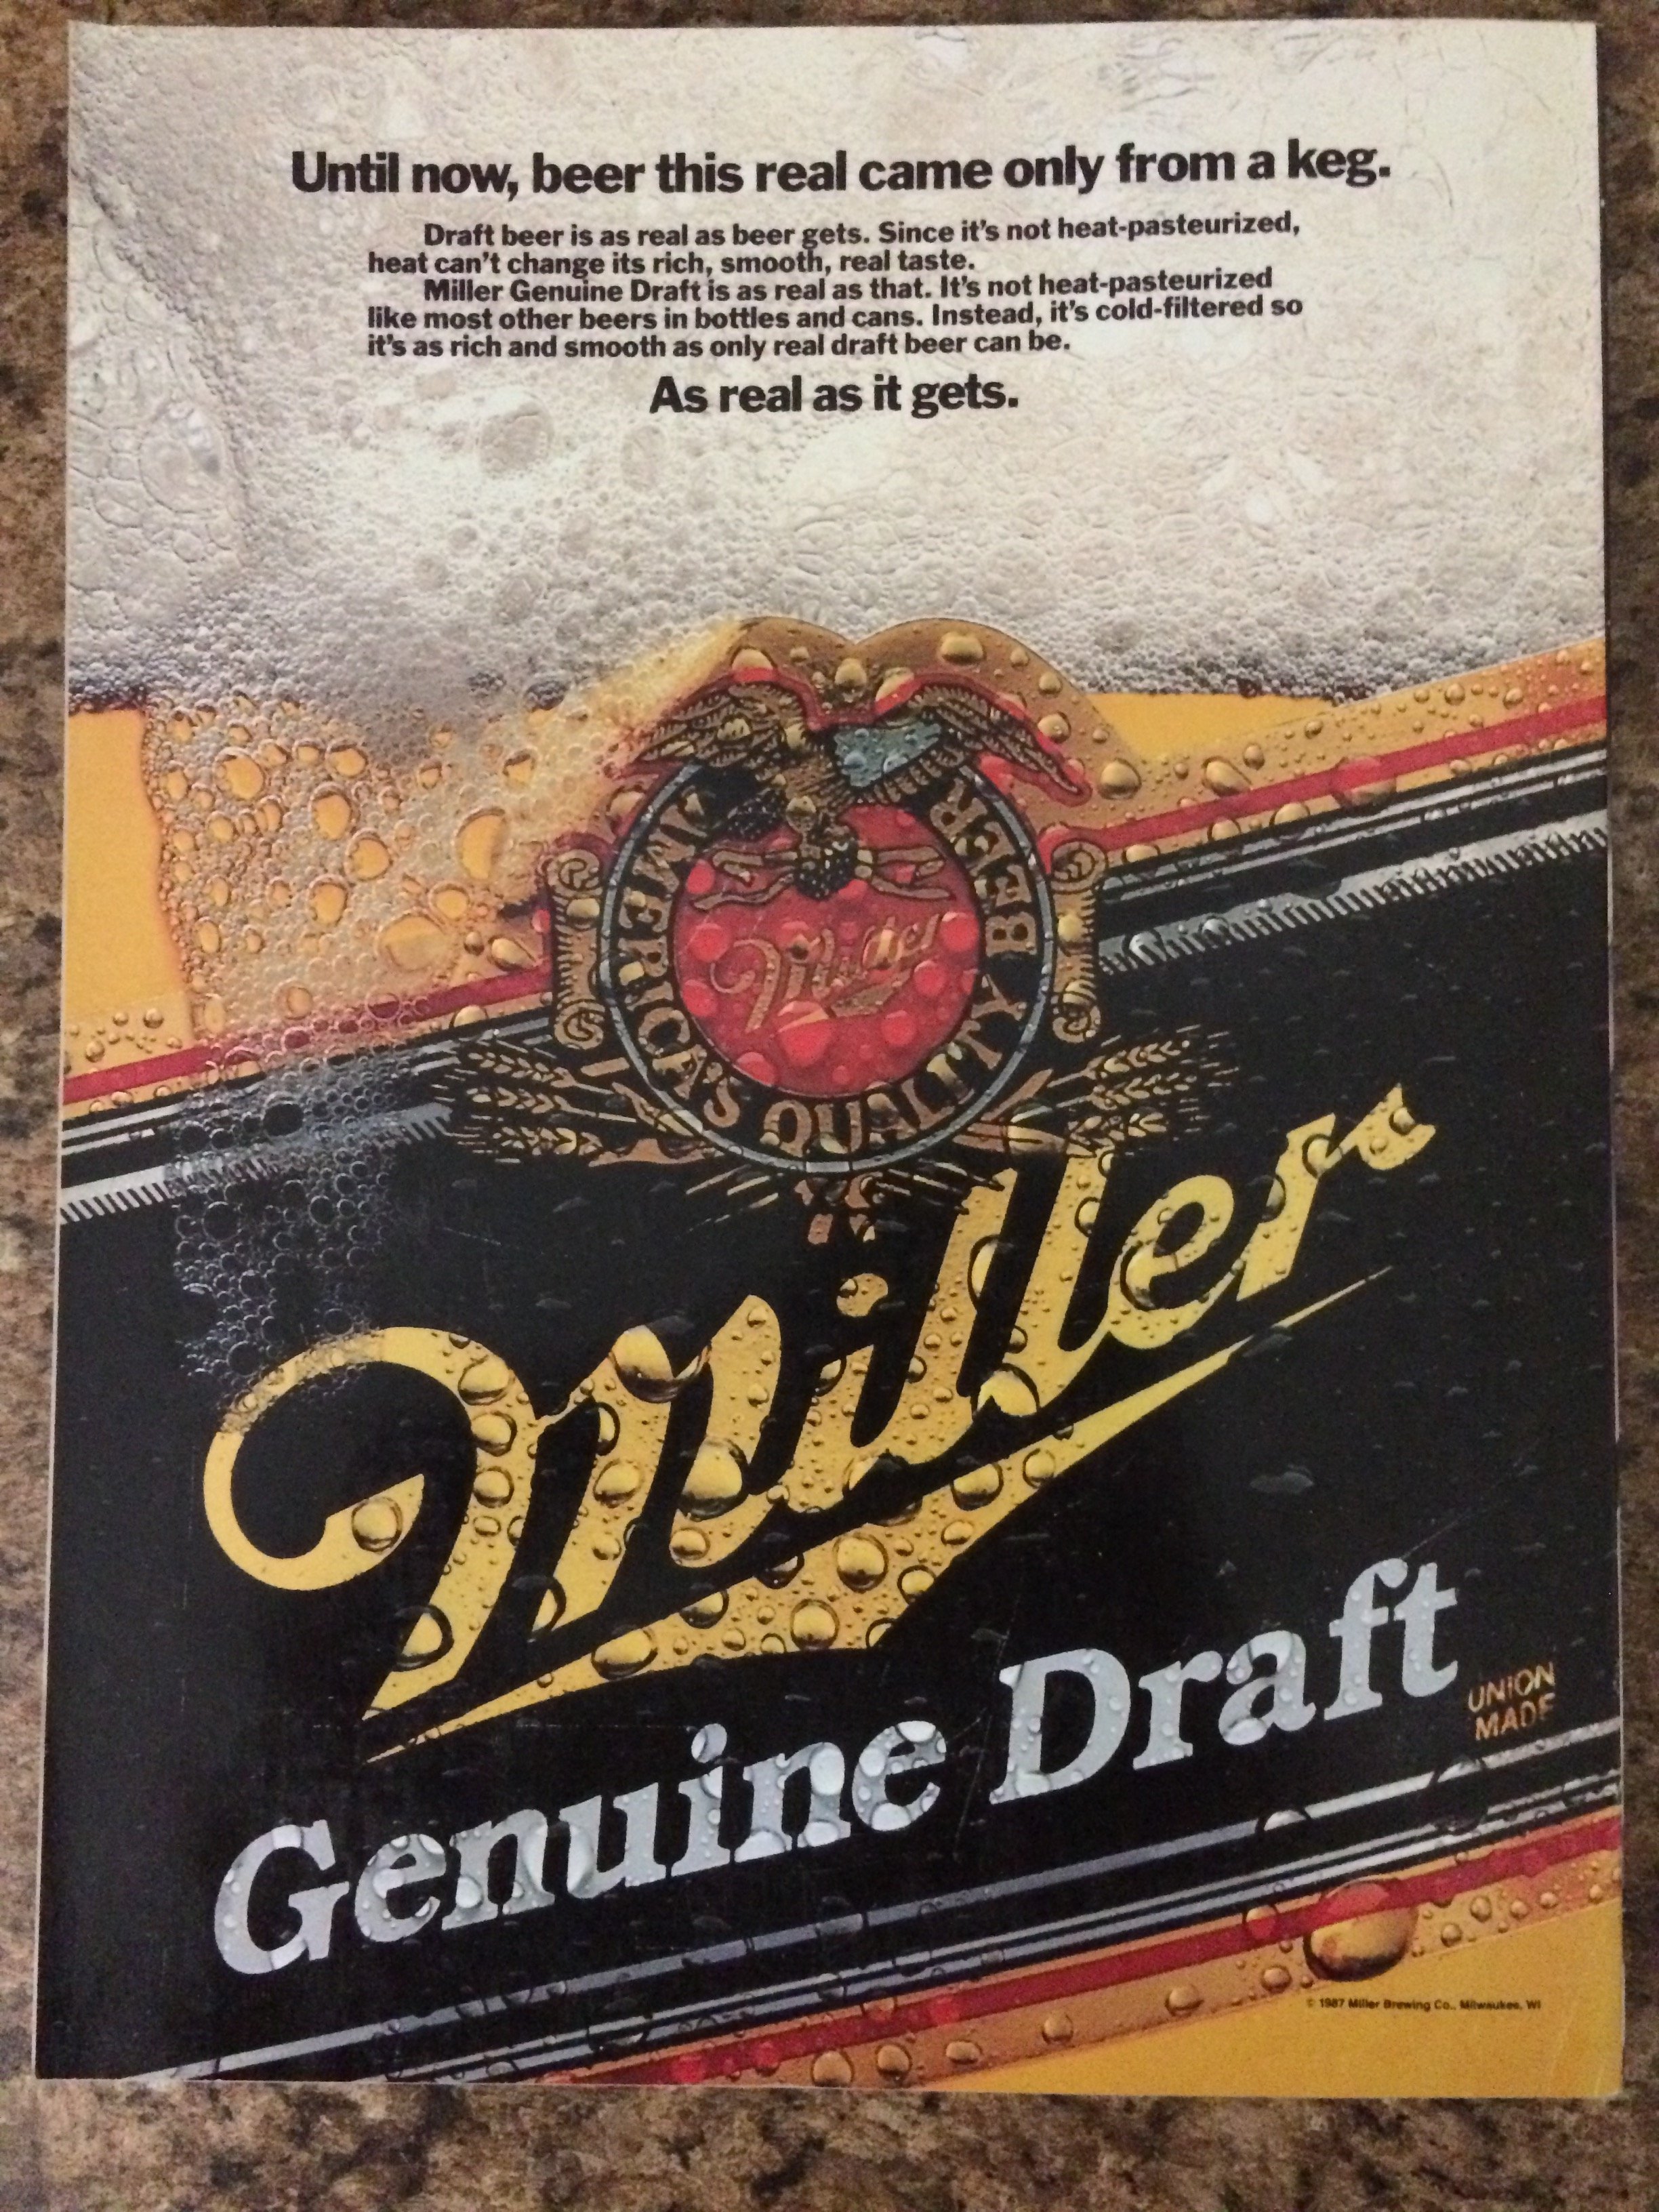 Until now, beer this real came only from a keg.
Draft beer is as real as beer gets. Since it's not heat-pasteurized,
heat can't change its rich, smooth, real taste.
Miller Genuine Draft is as real as that. It's not heat-pasteurized
like most other beers in bottles and cans. Instead, it's cold-filtered so
it's as rich and smooth as only real draft beer can be.
As real as it gets.
AMERICA'S QUALITY BEER
Miller
Miller
Genuine Draft
UNION
MADE
© 1987 Miller Brewing Co., Milwaukee, WI